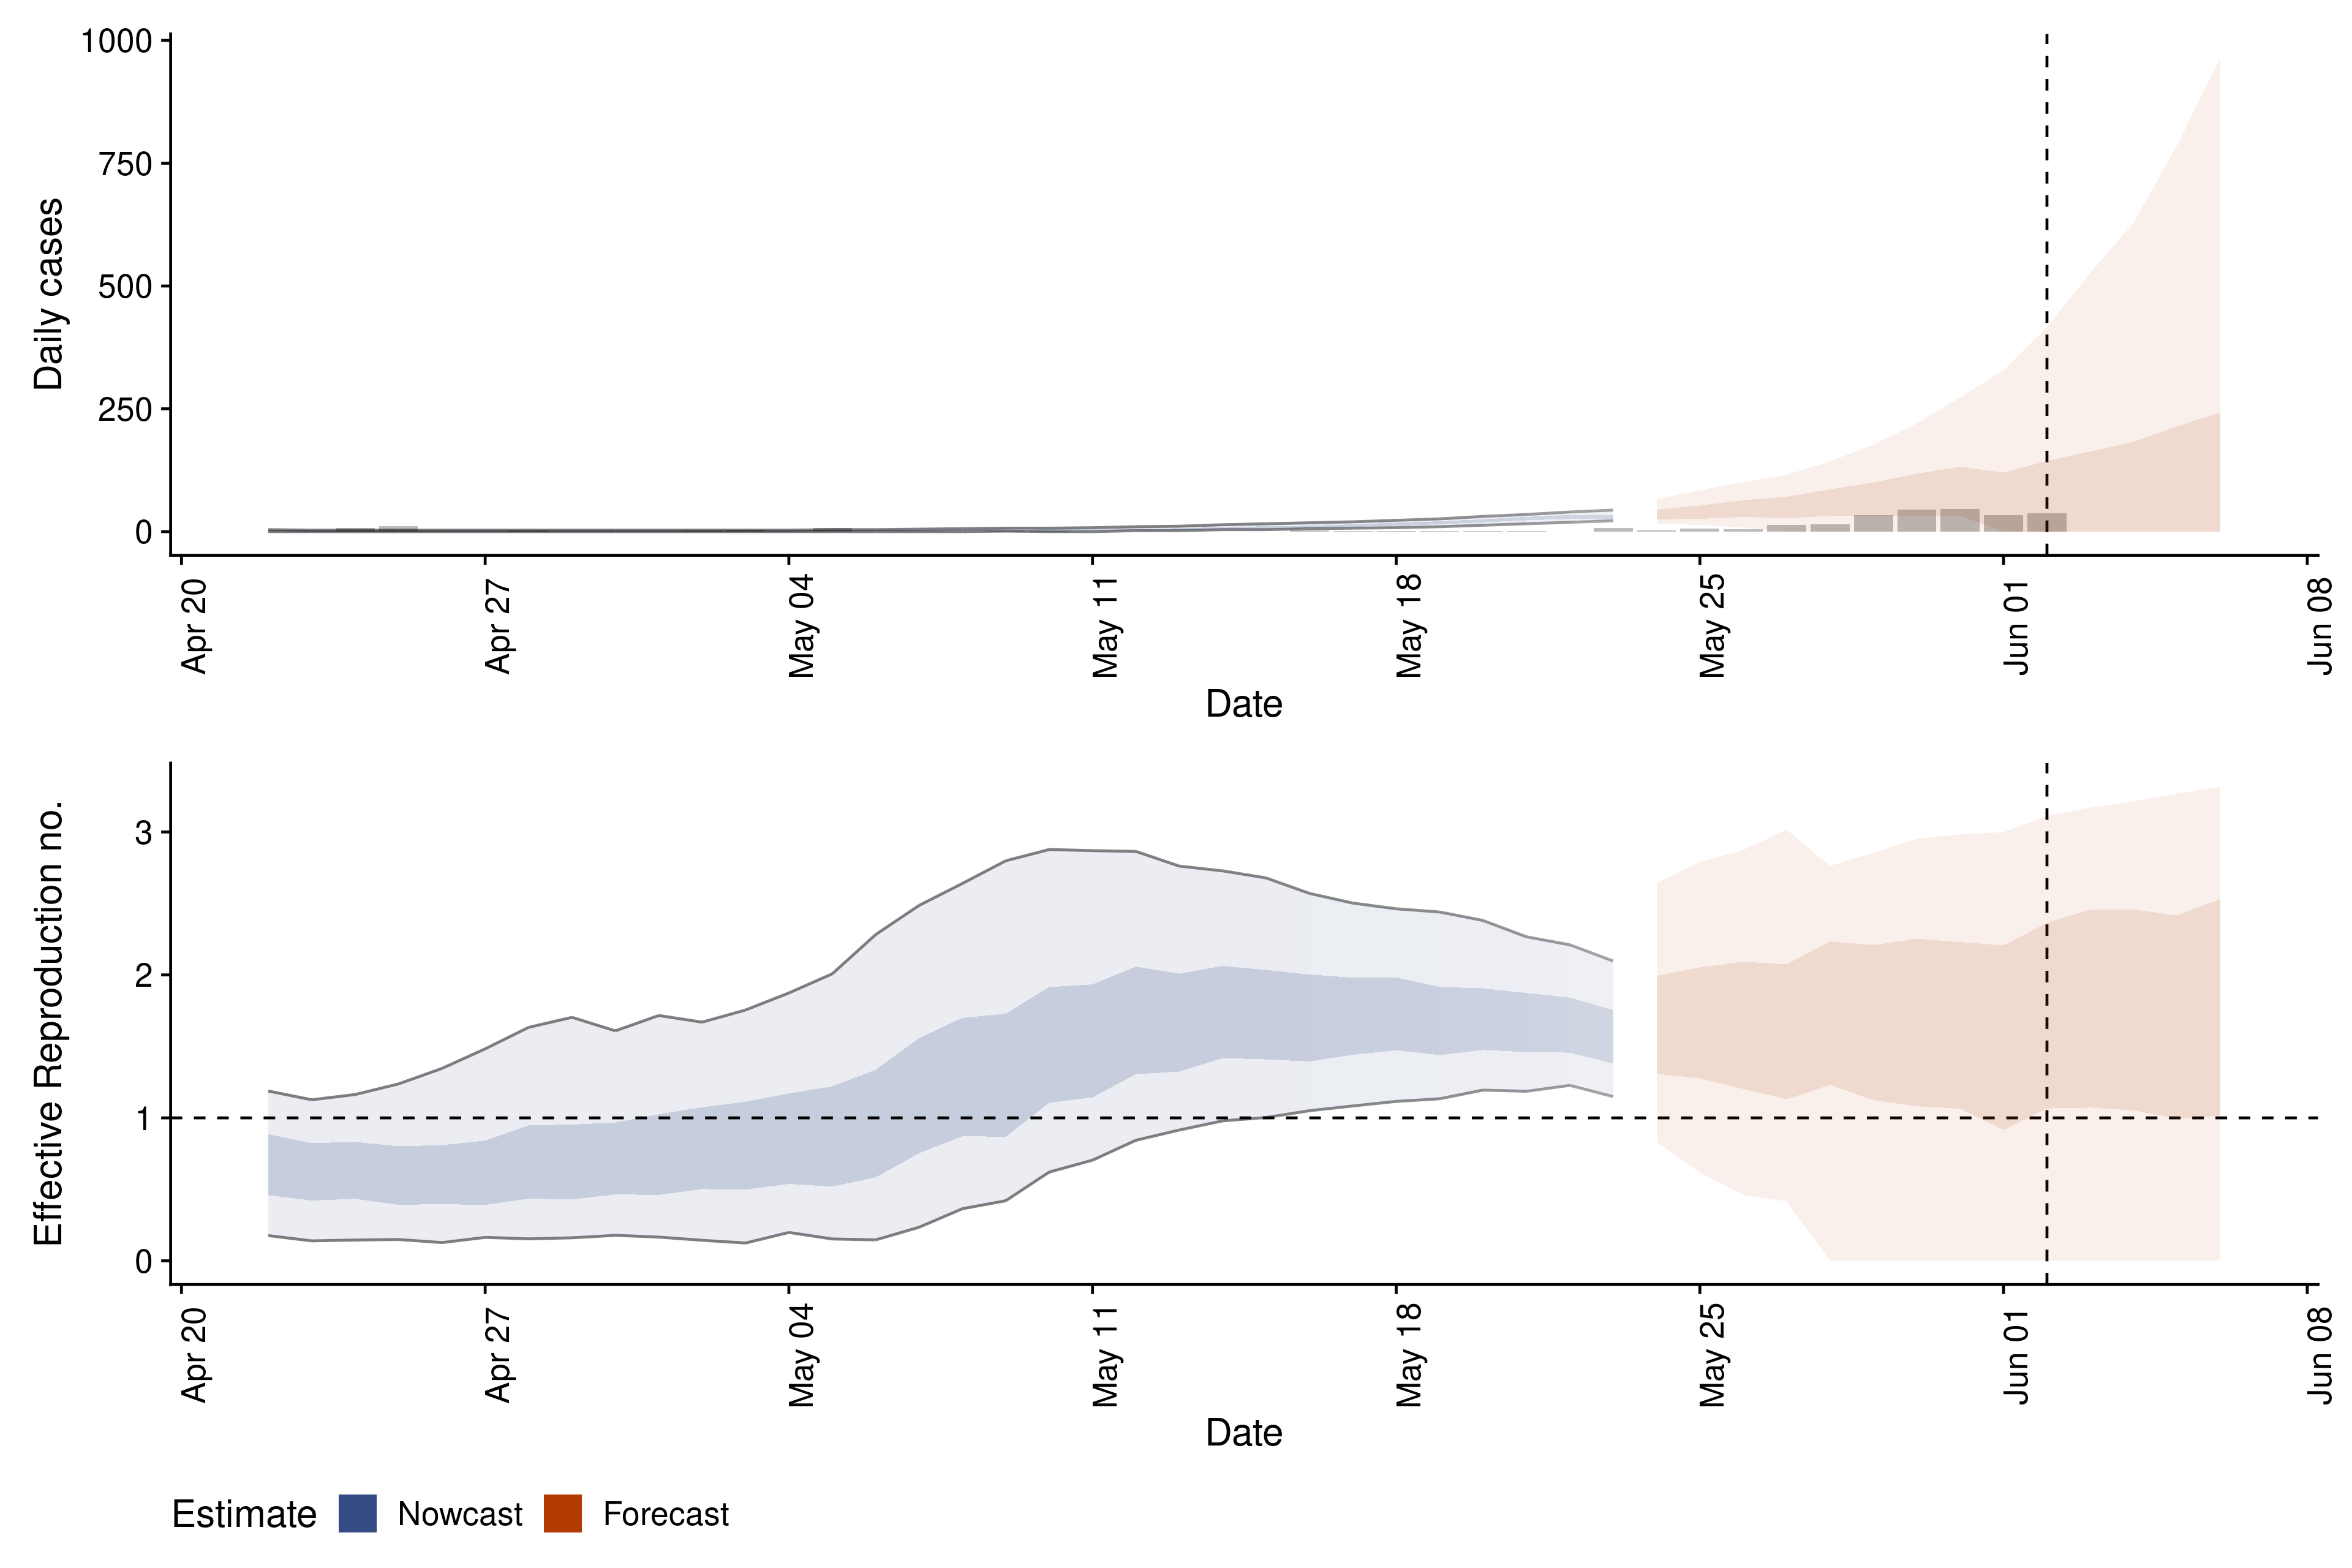 1000
750
500
250
0
Daily cases
Apr 20
Apr 27
May 04
May 11
May 18
May 25
Jun 01
Jun 08
Date
3
2
1
0
Effective Reproduction no.
Apr 20
Apr 27
May 04
May 11
May 18
May 25
Jun 01
Jun 08
Date
Estimate Nowcast Forecast